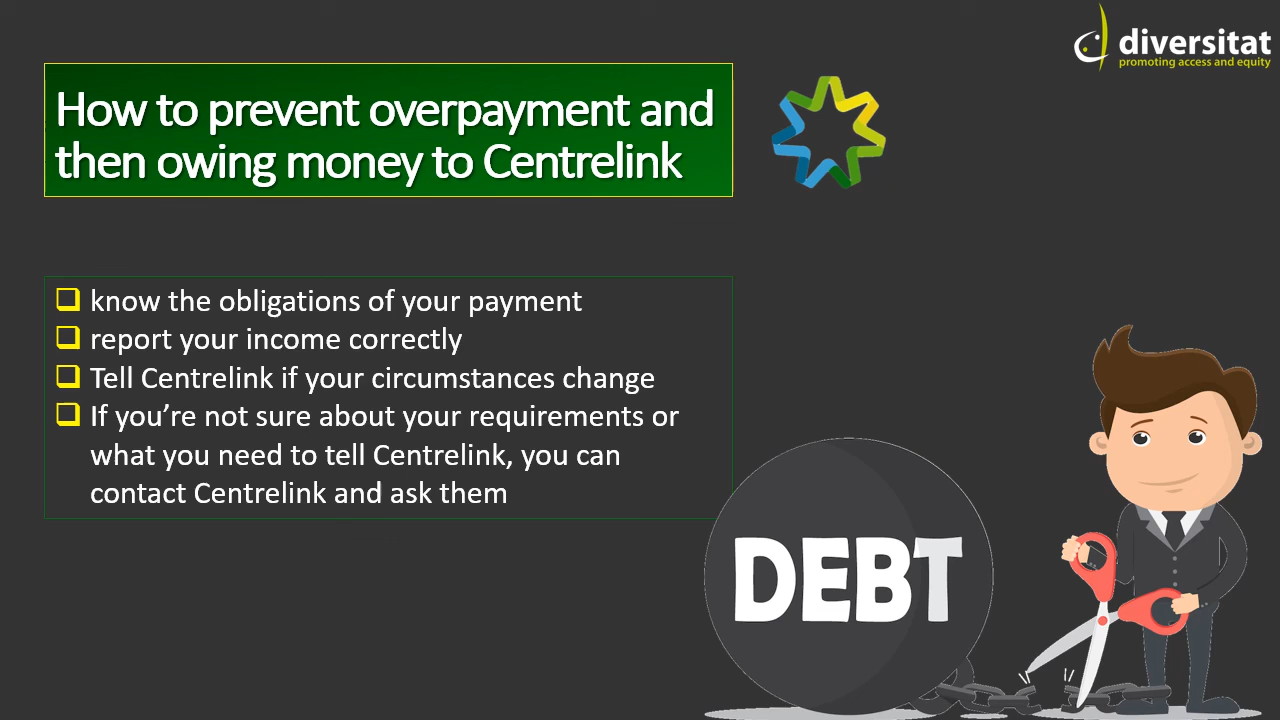 diversitat
promoting access and equity
How to prevent overpayment and
then owing money to Centrelink
know the obligations of your payment
report your income correctly
Tell Centrelink if your circumstances change
If you’re not sure about your requirements or
what you need to tell Centrelink, you can
contact Centrelink and ask them
DEBT